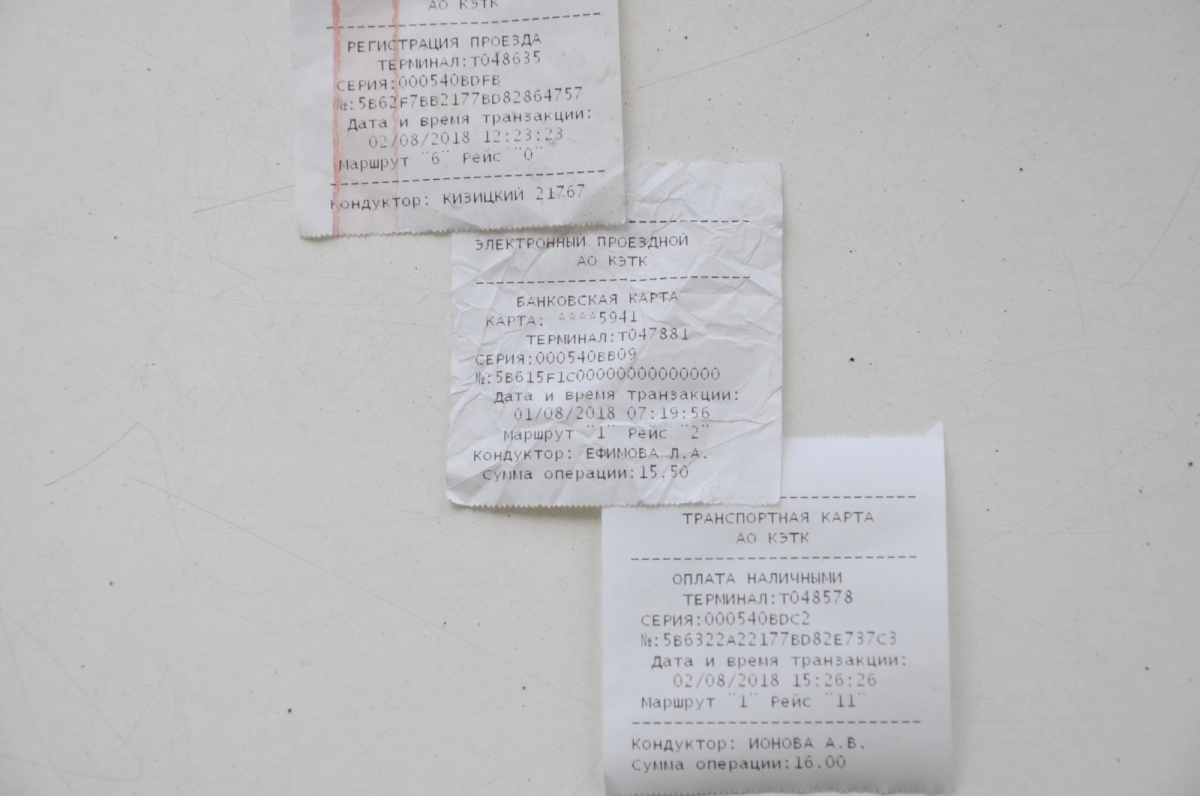 АО КЭТК
РЕГИСТРАЦИЯ ПРОЕЗДА
ТЕРМИНАЛ:Т048635
СЕРИЯ:000540BDFB
№:5B62F7BB2177BD82864757
Дата и время транзакции:
02/08/2018 12:23:23
Маршрут "6" Рейс "0"
Кондуктор: КИЗИЦКИЙ 21767
ЭЛЕКТРОННЫЙ ПРОЕЗДНОЙ
АО КЭТК
БАНКОВСКАЯ КАРТА
КАРТА: ****5941
ТЕРМИНАЛ:Т047881
СЕРИЯ:000540BB09
№:5B615F1C00000000000000
Дата и время транзакции:
01/08/2018 07:19:56
Маршрут "1" Рейс "2"
Кондуктор: ЕФИМОВА Л.А.
Сумма операции:15.50
ТРАНСПОРТНАЯ КАРТА
АО КЭТК
ОПЛАТА НАЛИЧНЫМИ
ТЕРМИНАЛ:Т048578
СЕРИЯ:000540BDC2
№:5B6322A22177BD82E737C3
Дата и время транзакции:
02/08/2018 15:26:26
Маршрут "1" Рейс "11"
Кондуктор: ИОНОВА А.В.
Сумма операции:16.00